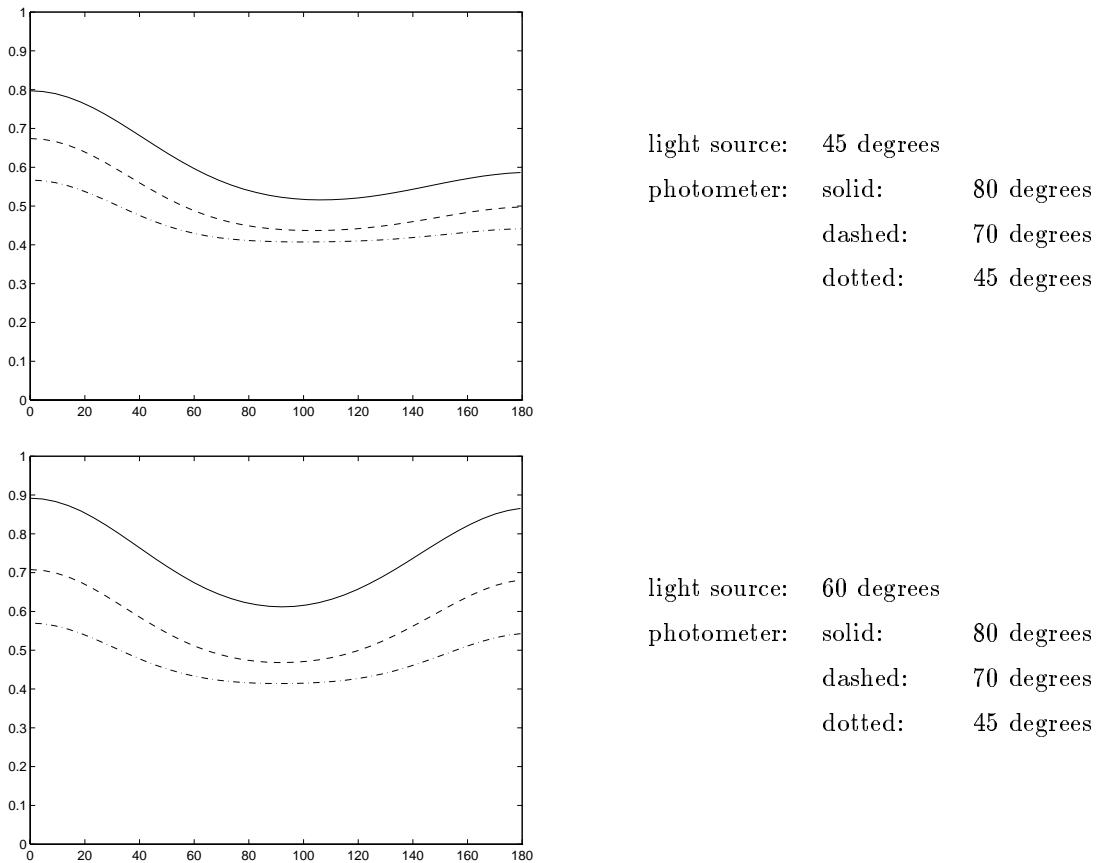 1
0.9
0.8
0.7
0.6
0.5
0.4
0.3
0.2
0.1
0
0 20 40 60 80 100 120 140 160 180
light source: 45 degrees
photometer: solid: 80 degrees
dashed: 70 degrees
dotted: 45 degrees
1
0.9
0.8
0.7
0.6
0.5
0.4
0.3
0.2
0.1
0
0 20 40 60 80 100 120 140 160 180
light source: 60 degrees
photometer: solid: 80 degrees
dashed: 70 degrees
dotted: 45 degrees